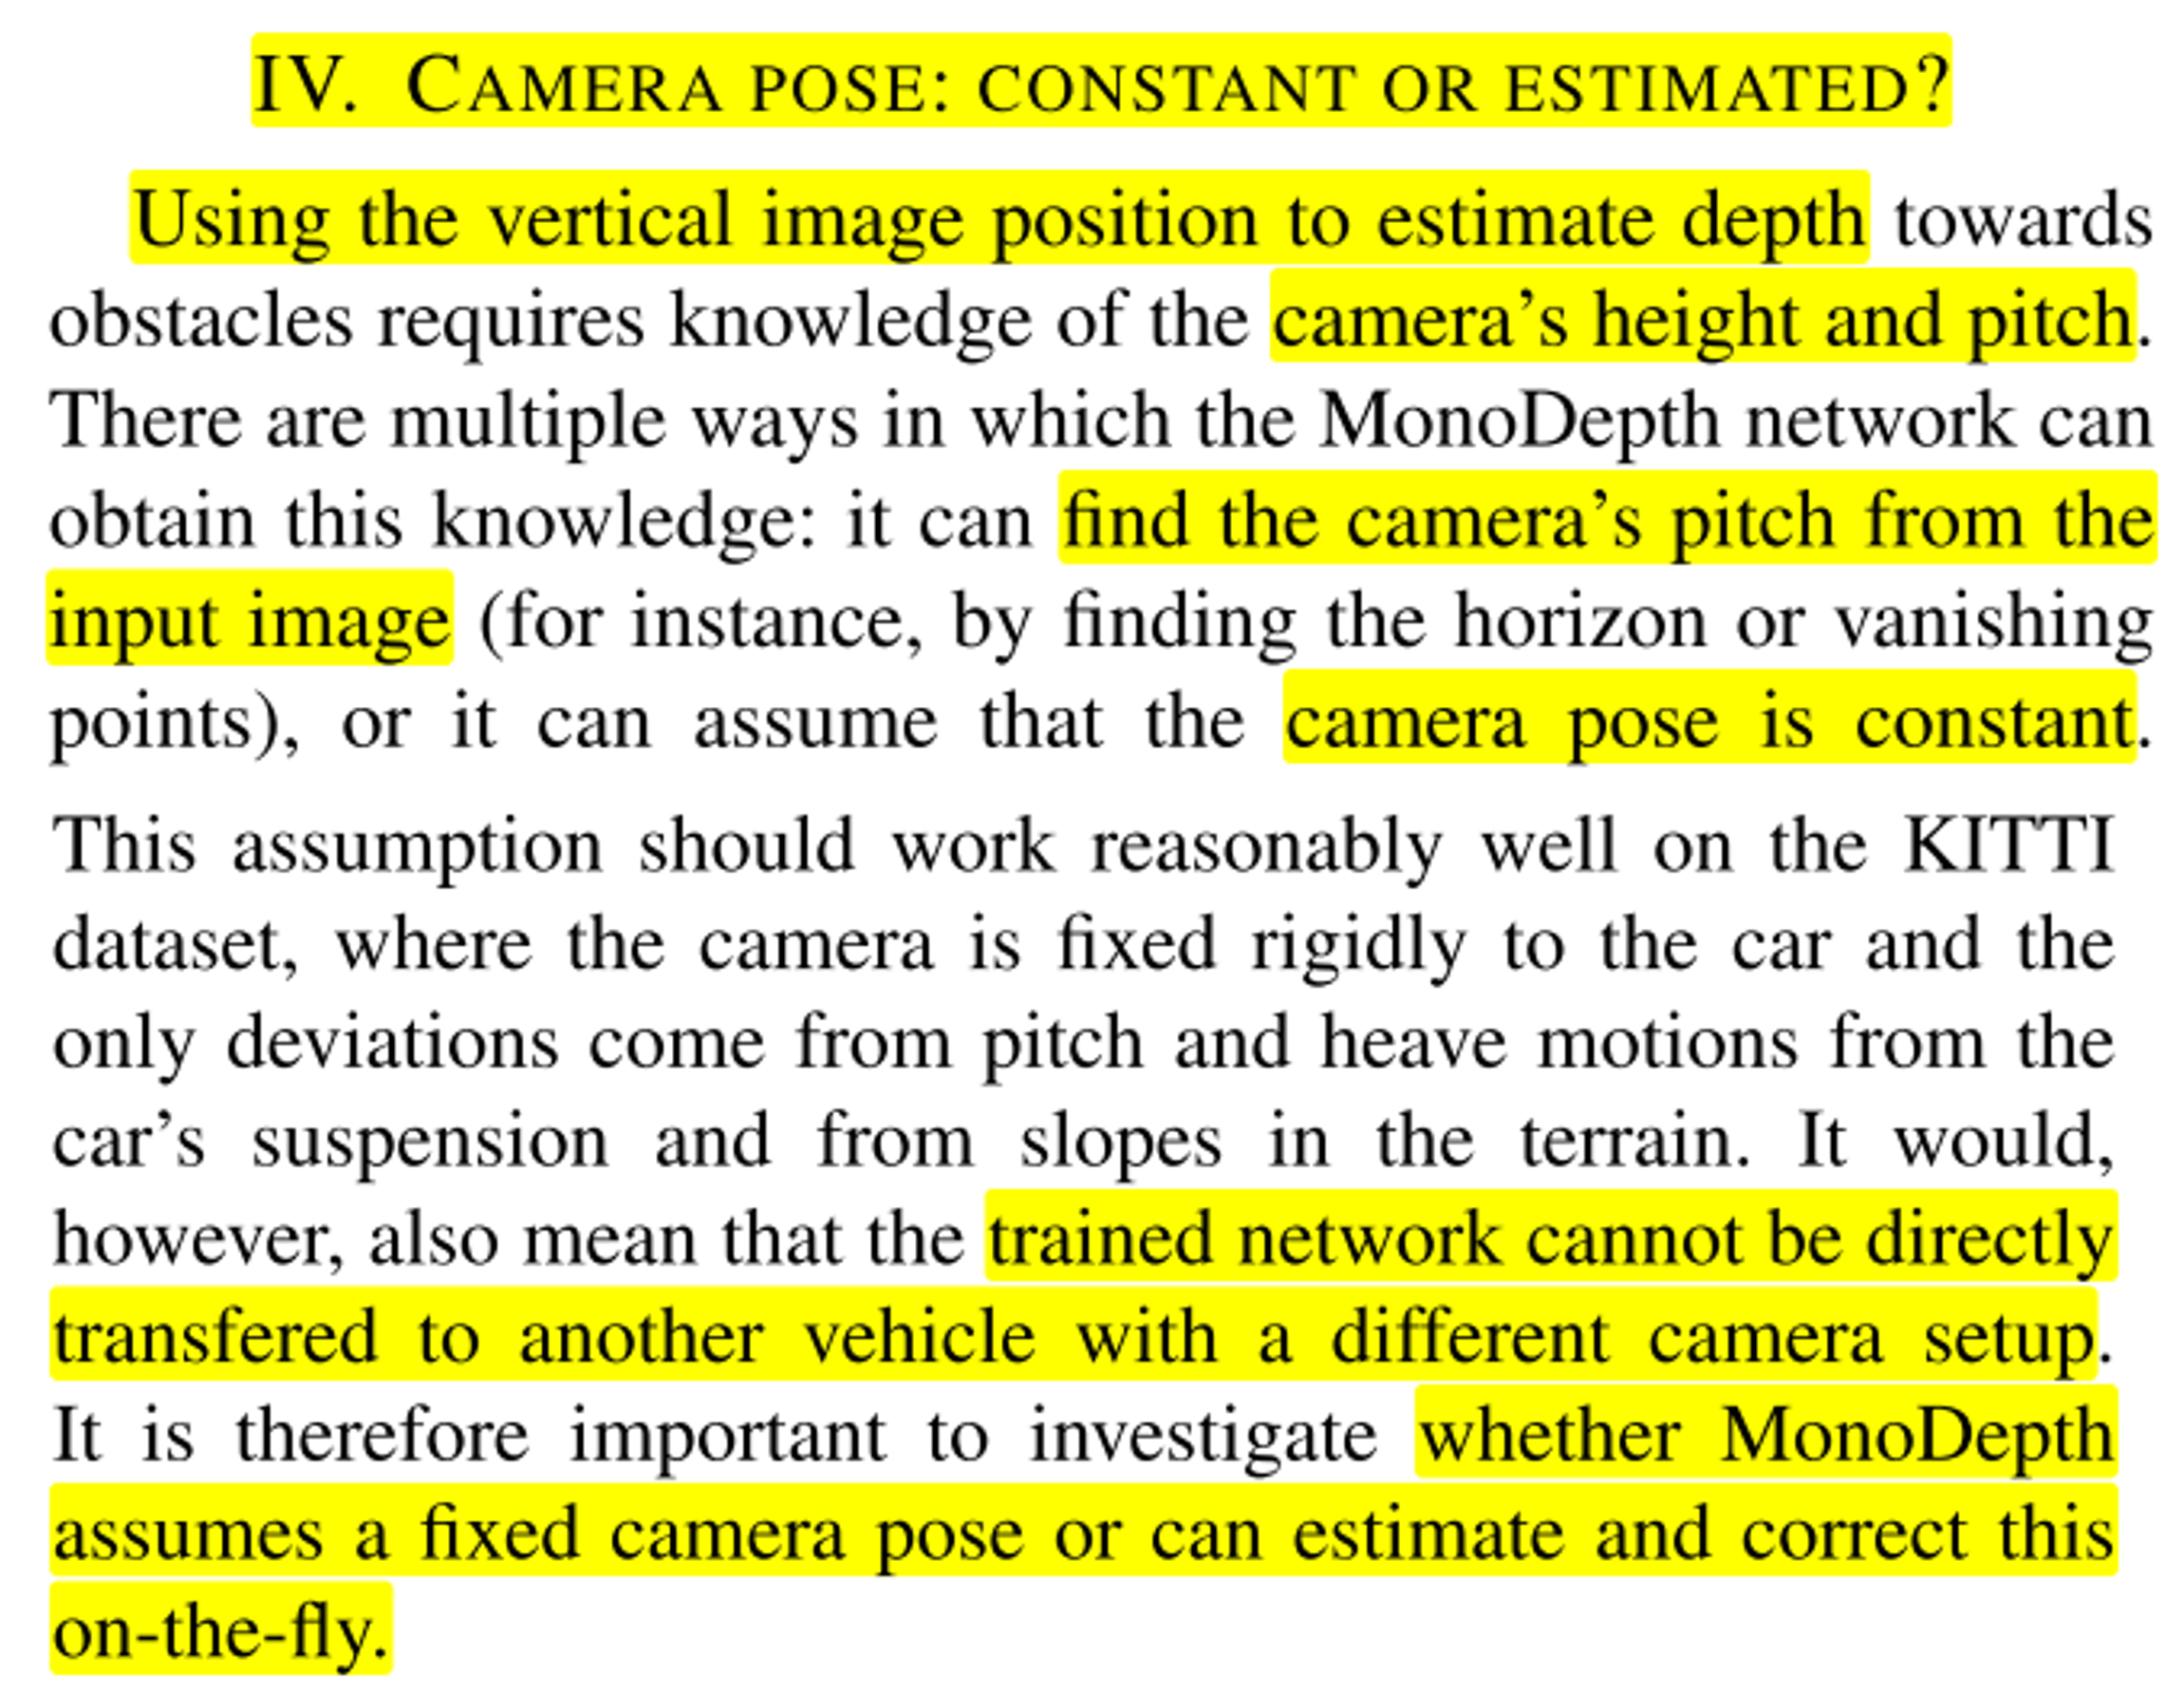 IV. Camera pose: constant or estimated?
Using the vertical image position to estimate depth towards
obstacles requires knowledge of the camera’s height and pitch.
There are multiple ways in which the MonoDepth network can
obtain this knowledge: it can find the camera’s pitch from the
input image (for instance, by finding the horizon or vanishing
points), or it can assume that the camera pose is constant.
This assumption should work reasonably well on the KITTI
dataset, where the camera is fixed rigidly to the car and the
only deviations come from pitch and heave motions from the
car’s suspension and from slopes in the terrain. It would,
however, also mean that the trained network cannot be directly
transfered to another vehicle with a different camera setup.
It is therefore important to investigate whether MonoDepth
assumes a fixed camera pose or can estimate and correct this
on-the-fly.